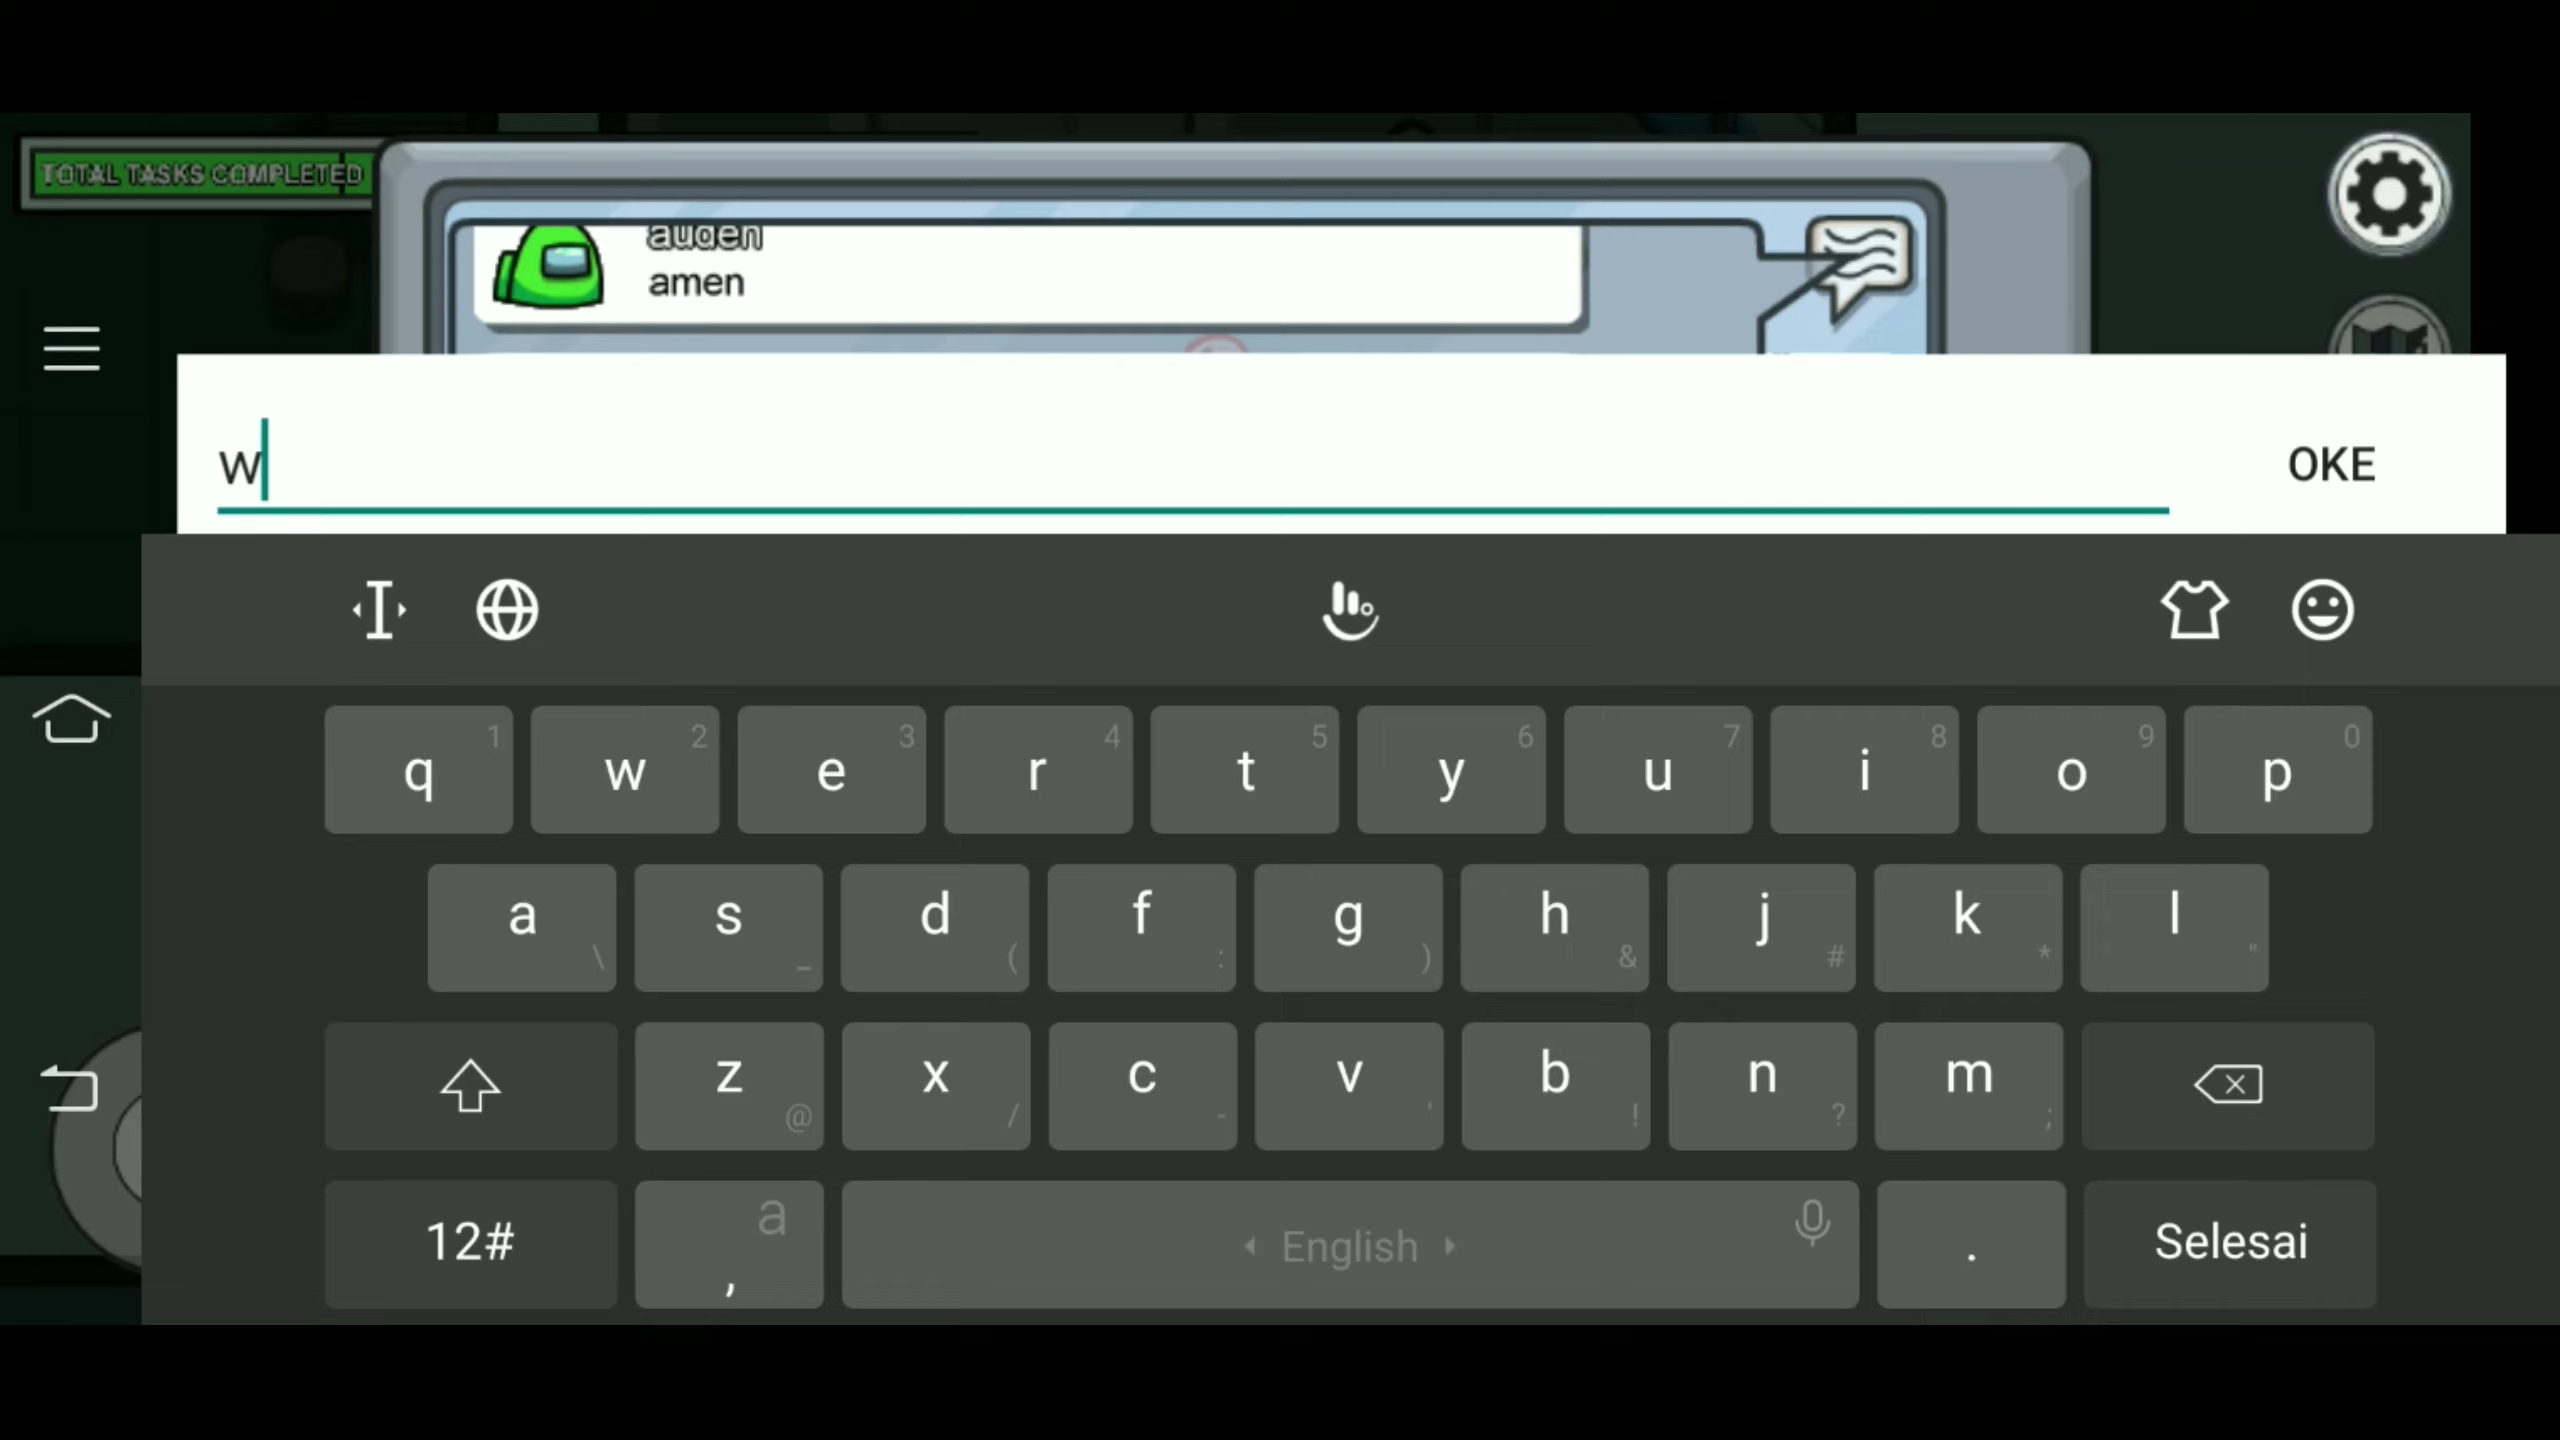 TOTAL TASKS COMPLETED
auden
amen
w
OKE
1 2 3 4 5 6 7 8 9 0
q w e r t y u i o p
a s d f g h j k l
\ _ ( : ) & # * "
z x c v b n m
@ / - ' ! ? ;
12# a , English . Selesai